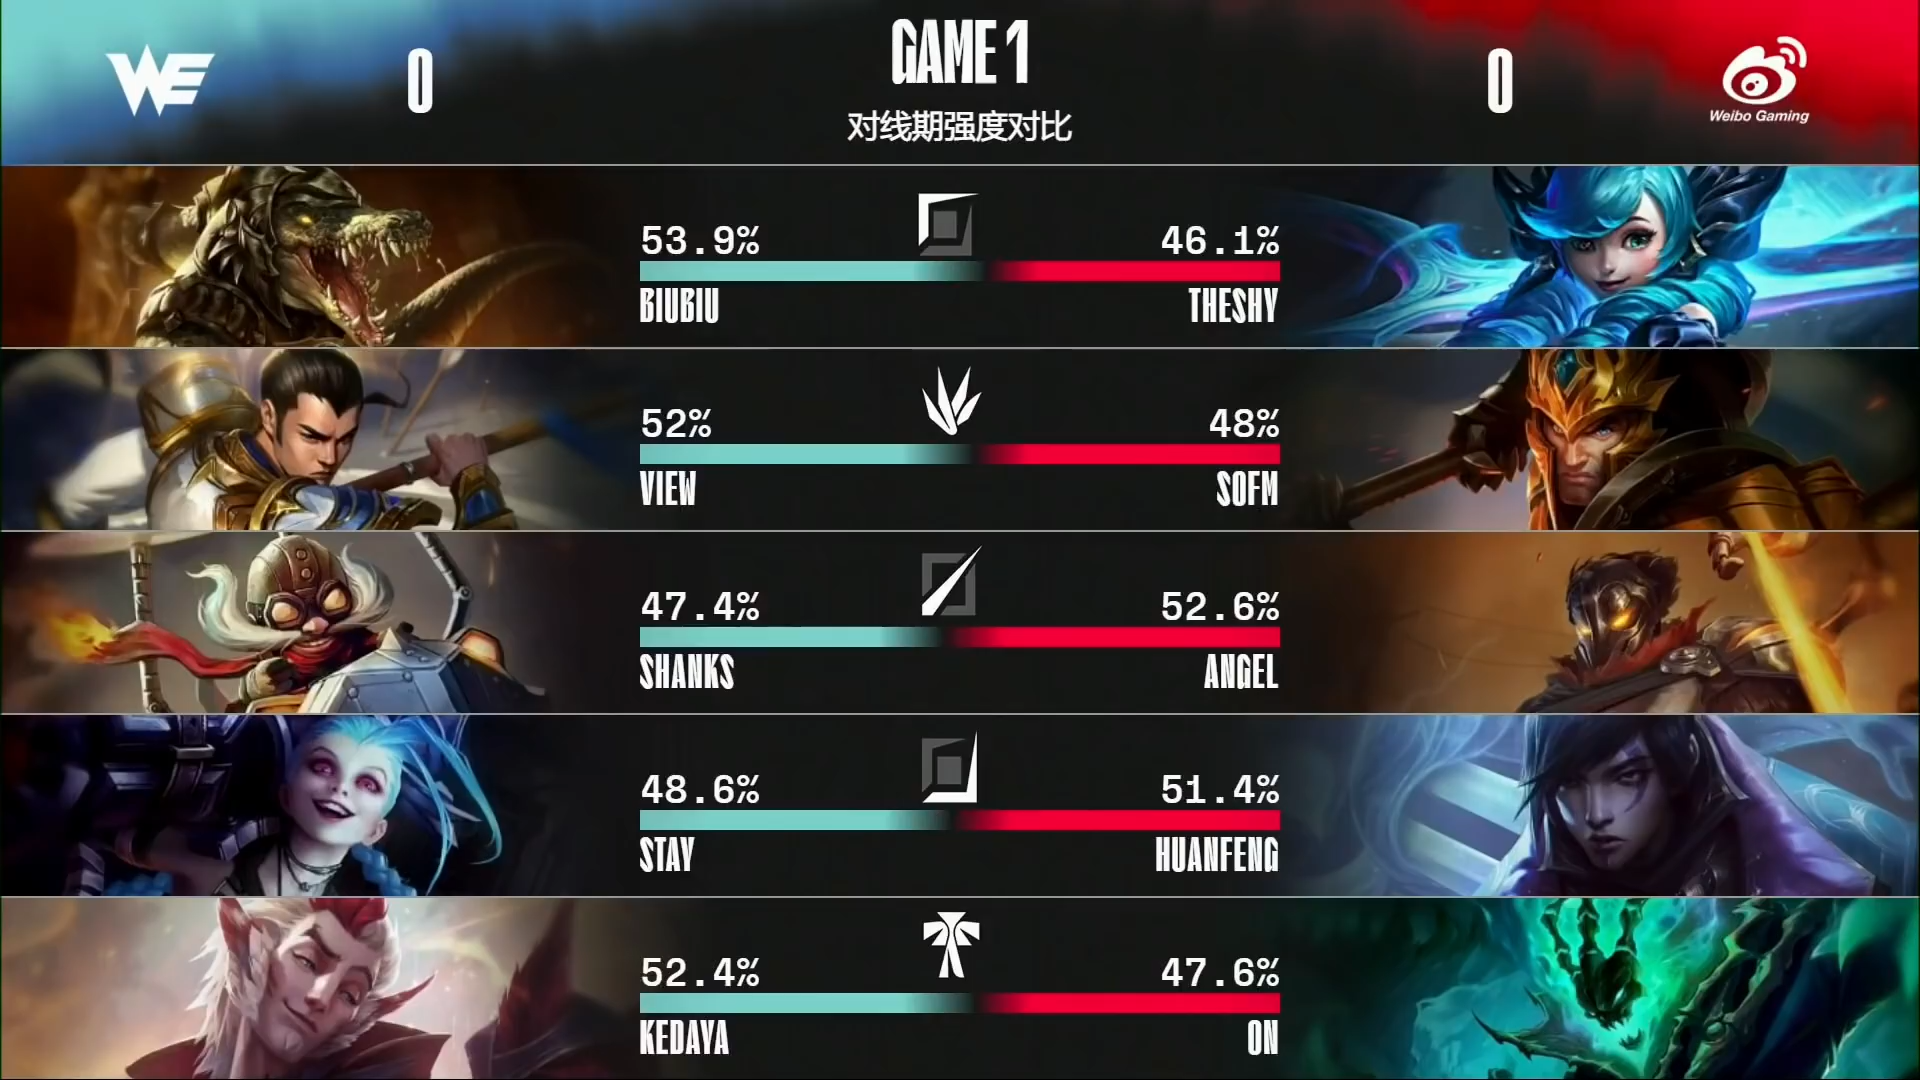 WE
0
GAME 1
对线期强度对比
0
Weibo Gaming
53.9%
46.1%
BIUBIU
THESHY
52%
48%
VIEW
SOFM
47.4%
52.6%
SHANKS
ANGEL
48.6%
51.4%
STAY
HUANFENG
52.4%
47.6%
KEDAYA
ON